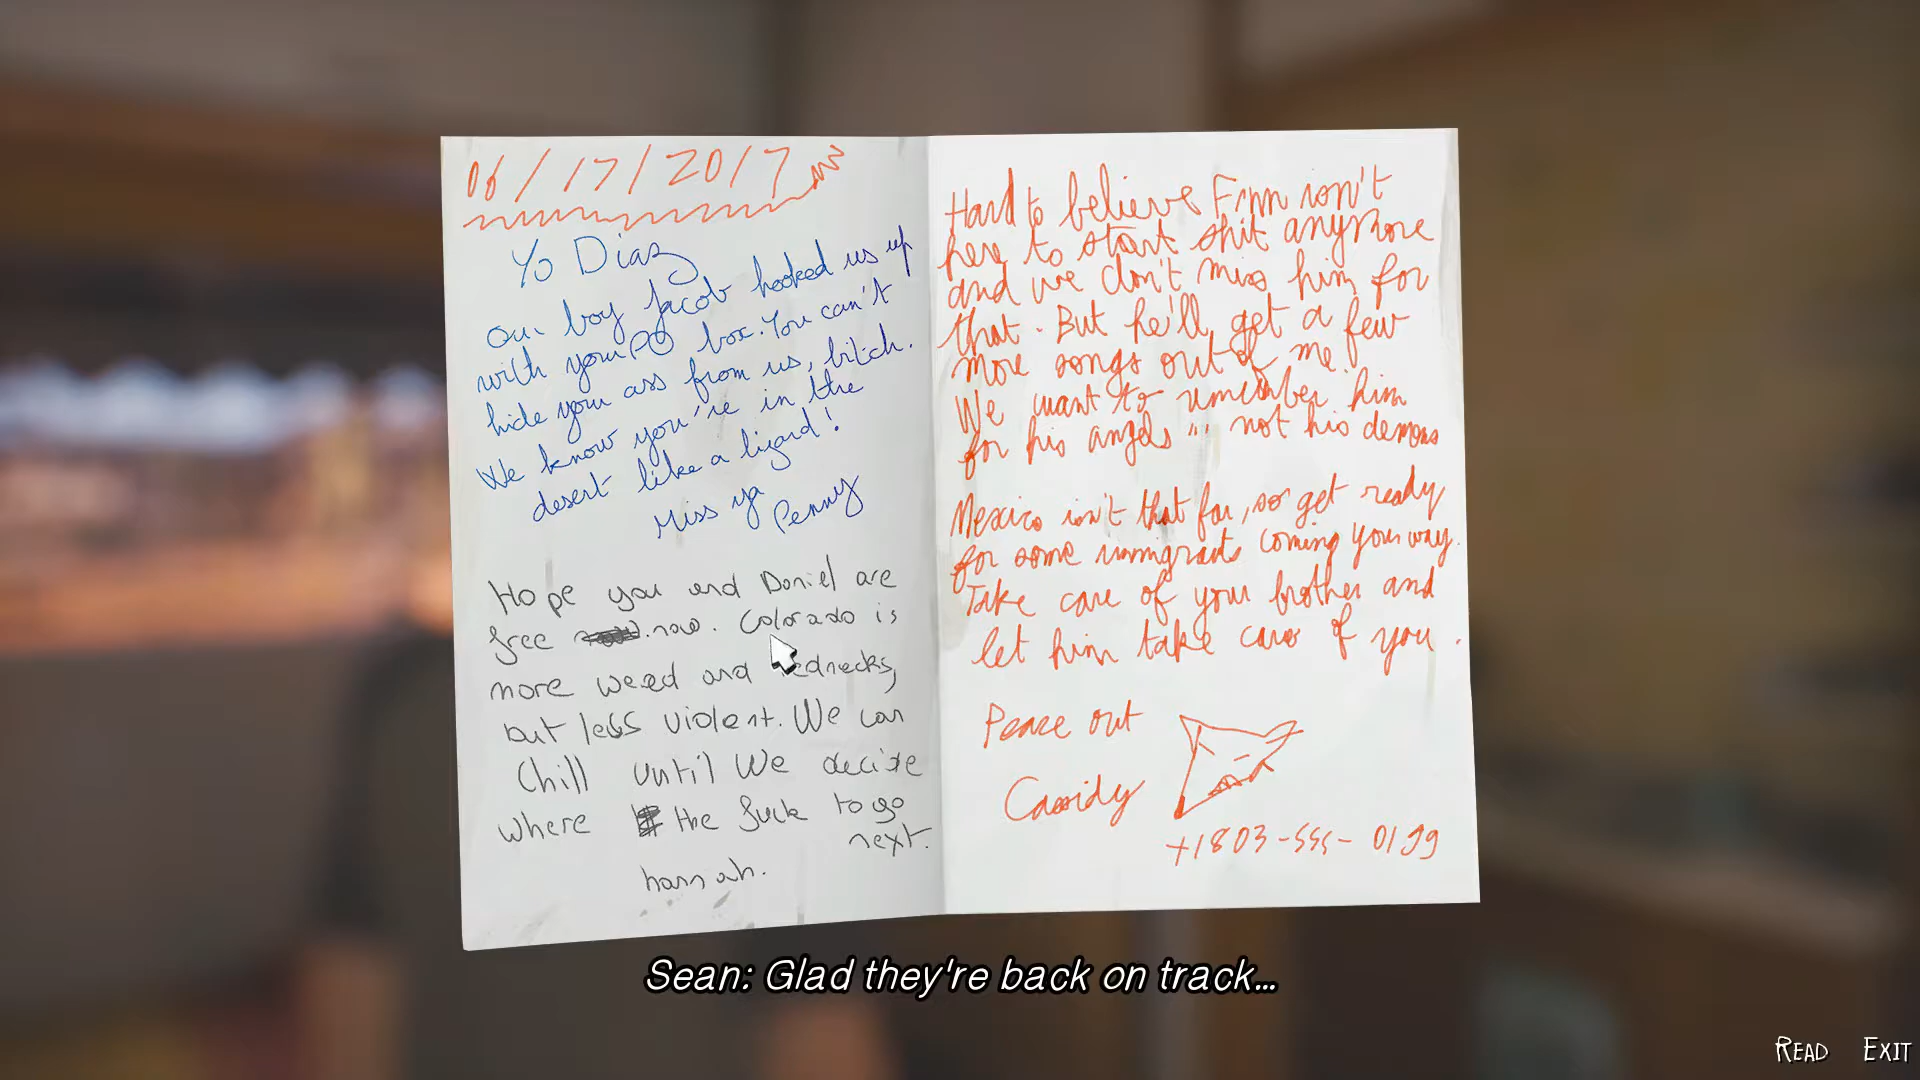 06/17/2017
Yo Diaz
Our boy Jacob hooked us up
with your PO box. You can't
hide your ass from us, bitch.
We know you're in the
desert like a lizard!
Miss ya
Penny
Hope you and Daniel are
free now. Colorado is
more weed and rednecks,
but less violent. We can
Chill until We decide
where the fuck to go
next.
hannah.
Hard to believe Finn isn't
here to start shit anymore
and we don't miss him for
that. But he'll get a few
more songs out of me!
We want to remember him
for his angels... not his demons
Mexico isn't that far, so get ready
for some immigrants coming your way.
Take care of your brother and
let him take care of you.
Peace out
Cassidy
+1803-555-0199
Sean: Glad they're back on track...
READ EXIT